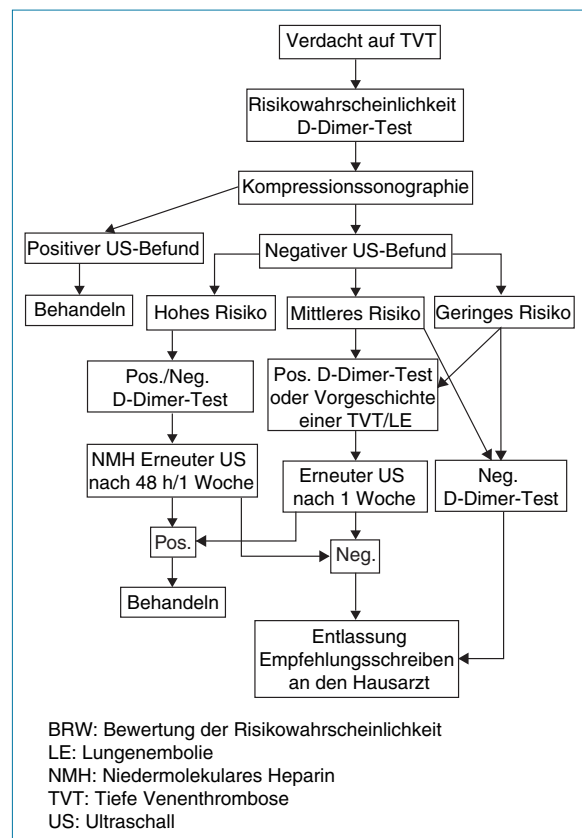 Verdacht auf TVT
Risikowahrscheinlichkeit
D-Dimer-Test
Kompressionssonographie
Positiver US-Befund
Negativer US-Befund
Behandeln
Hohes Risiko
Mittleres Risiko
Geringes Risiko
Pos./Neg.
D-Dimer-Test
Pos. D-Dimer-Test
oder Vorgeschichte
einer TVT/LE
NMH Erneuter US
nach 48 h/1 Woche
Erneuter US
nach 1 Woche
Neg.
D-Dimer-Test
Pos.
Neg.
Behandeln
Entlassung
Empfehlungsschreiben
an den Hausarzt
BRW: Bewertung der Risikowahrscheinlichkeit
LE: Lungenembolie
NMH: Niedermolekulares Heparin
TVT: Tiefe Venenthrombose
US: Ultraschall